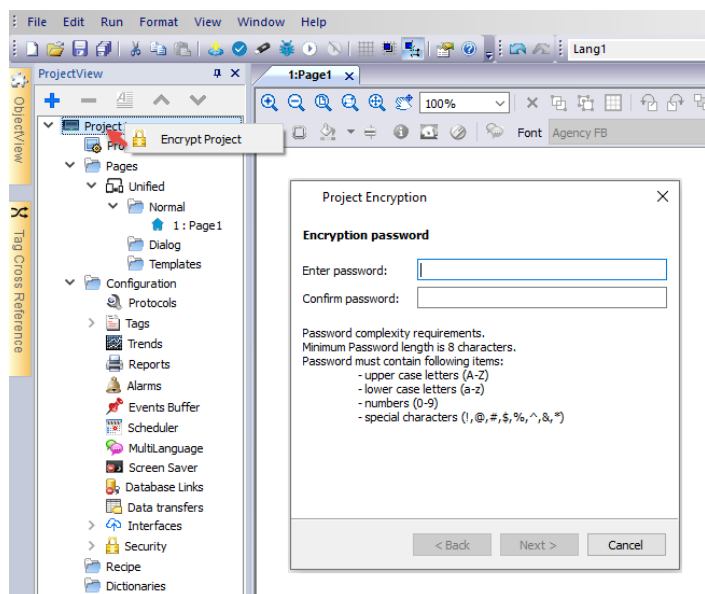 File Edit Run Format View Window Help
Lang1
ProjectView
1:Page1
100%
Font Agency FB
ObjectView
Tag Cross Reference
Project
Encrypt Project
Pro
Pages
Unified
Normal
1 : Page1
Dialog
Templates
Configuration
Protocols
Tags
Trends
Reports
Alarms
Events Buffer
Scheduler
MultiLanguage
Screen Saver
Database Links
Data transfers
Interfaces
Security
Recipe
Dictionaries
Project Encryption
Encryption password
Enter password:
Confirm password:
Password complexity requirements.
Minimum Password length is 8 characters.
Password must contain following items:
- upper case letters (A-Z)
- lower case letters (a-z)
- numbers (0-9)
- special characters (!,@,#,$,%,^,&,*)
< Back Next > Cancel